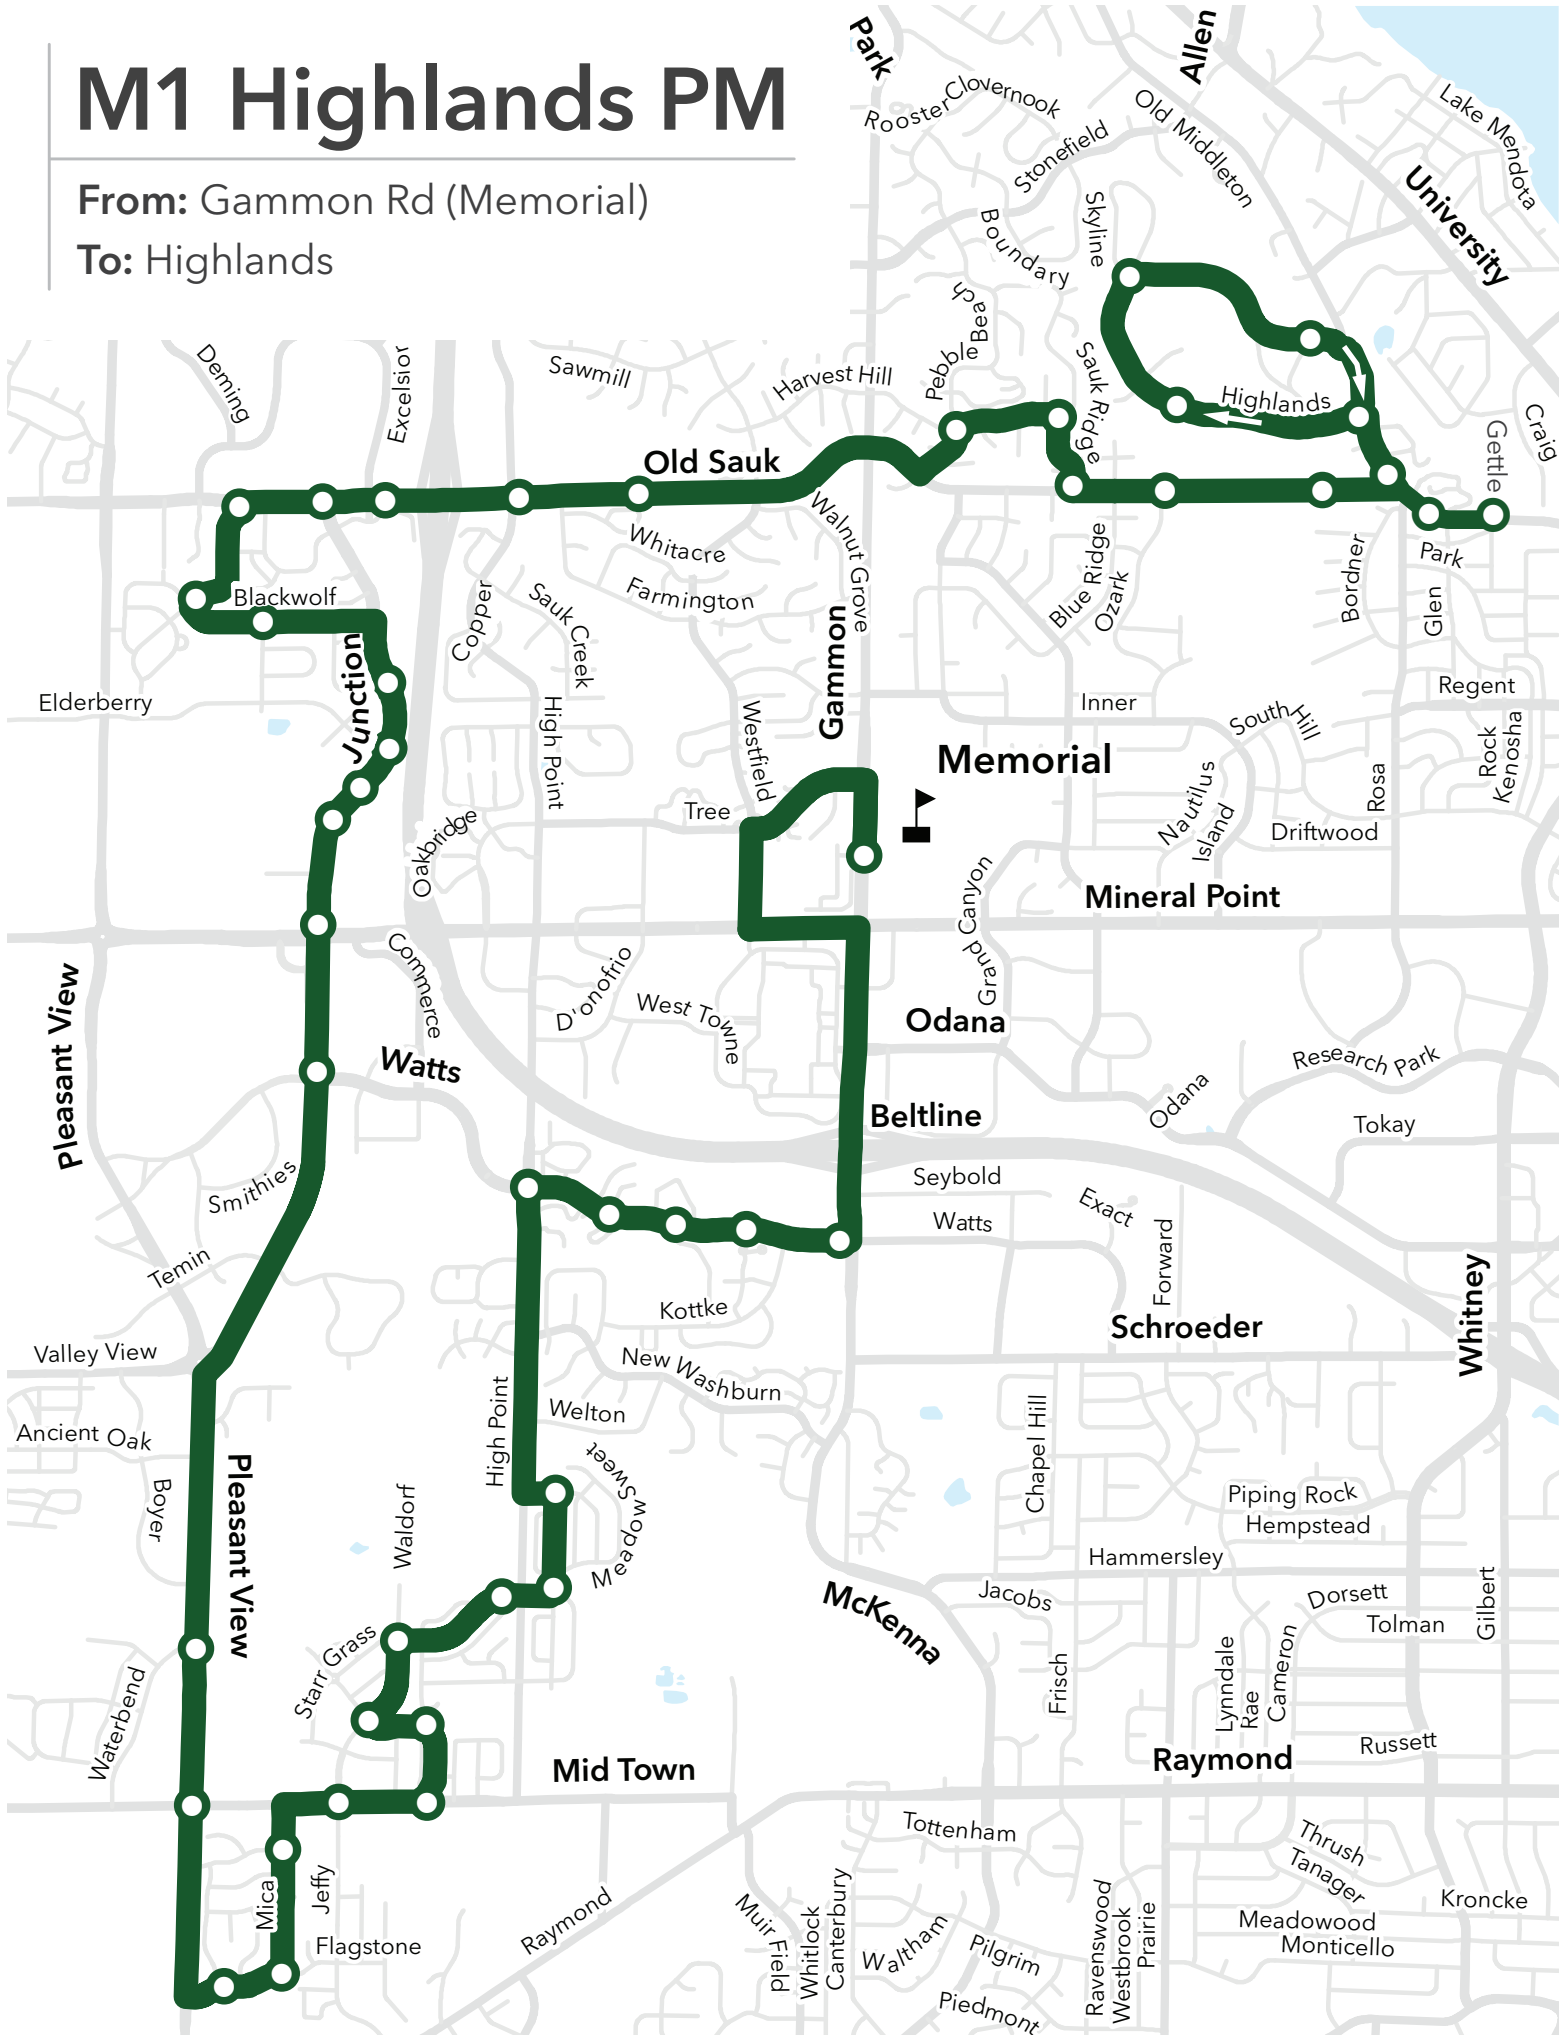 M1 Highlands PM
From: Gammon Rd (Memorial)
To: Highlands
Park
Allen
Rooster
Clovernook
Stonefield
Old Middleton
Lake Mendota
University
Skyline
Boundary
Pebble Beach
Sauk Ridge
Highlands
Craig
Gettle
Deming
Excelsior
Sawmill
Harvest Hill
Old Sauk
Walnut Grove
Whitacre
Farmington
Blackwolf
Copper
Sauk Creek
Blue Ridge
Ozark
Bordner
Park
Glen
Junction
Elderberry
High Point
Westfield
Gammon
Inner
South Hill
Regent
Rock
Kenosha
Rosa
Memorial
Tree
Nautilus
Island
Driftwood
Oakbridge
Grand Canyon
Mineral Point
Commerce
D'onofrio
West Towne
Odana
Pleasant View
Watts
Research Park
Odana
Beltline
Tokay
Smithies
Seybold
Watts
Exact
Forward
Temin
Kottke
Schroeder
Whitney
Valley View
New Washburn
High Point
Welton
Ancient Oak
Boyer
Pleasant View
Waldorf
Sweet Meadow
Chapel Hill
Piping Rock
Hempstead
Hammersley
McKenna
Jacobs
Dorsett
Tolman
Gilbert
Starr Grass
Frisch
Lynndale
Rae
Cameron
Waterbend
Mid Town
Raymond
Russett
Tottenham
Thrush
Tanager
Mica
Jeffy
Flagstone
Raymond
Muir Field
Whitlock
Canterbury
Waltham
Pilgrim
Piedmont
Ravenswood
Westbrook
Prairie
Meadowood
Monticello
Kroncke